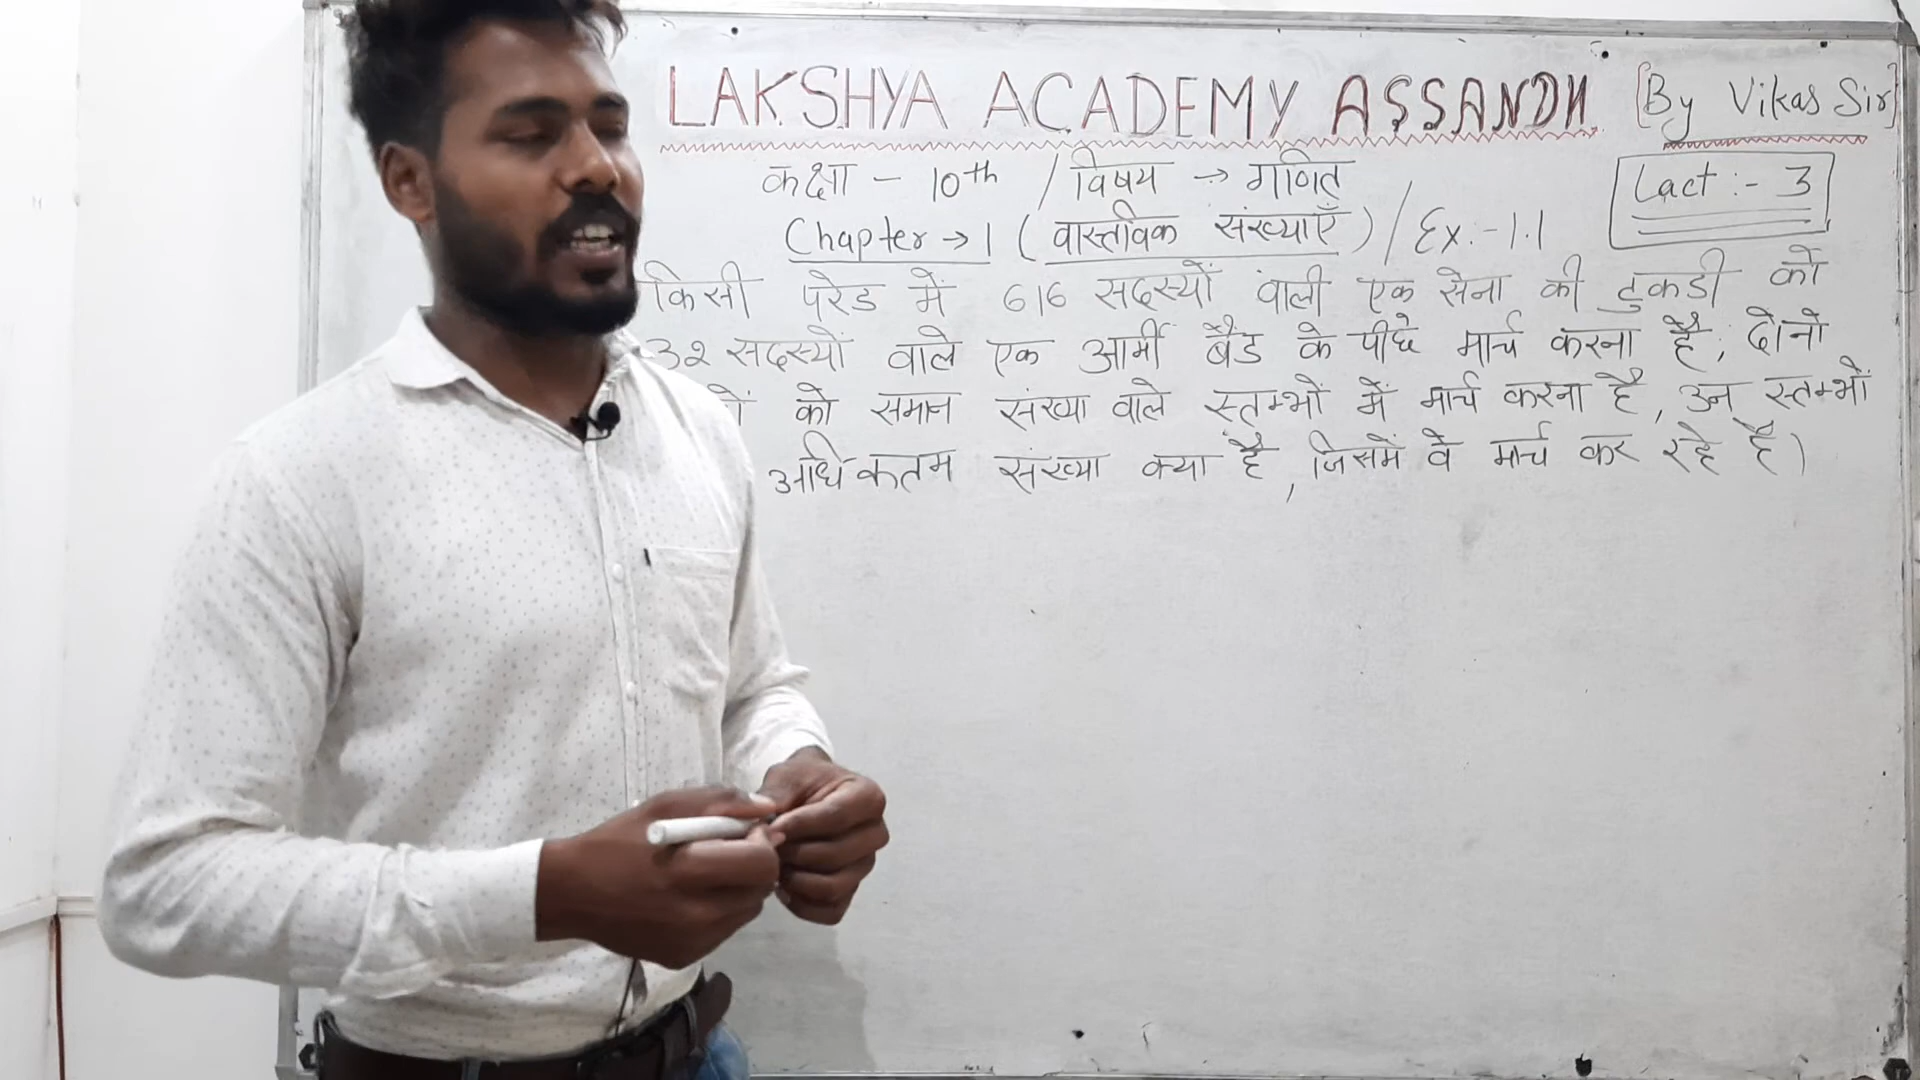 LAKSHYA ACADEMY ASSANDH [By Vikas Sir]
कक्षा - 10th / विषय → गणित
Lact :- 3
Chapter → 1 ( वास्तविक संख्याएँ ) / Ex.-1.1
किसी परेड में 616 सदस्यों वाली एक सेना की टुकडी को
32 सदस्यों वाले एक आर्मी बैंड के पीछे मार्च करना है; दोनो
को समान संख्या वाले स्तम्भों में मार्च करना है, उन स्तम्भों
अधिकतम संख्या क्या है, जिसमें वे मार्च कर रहे है।